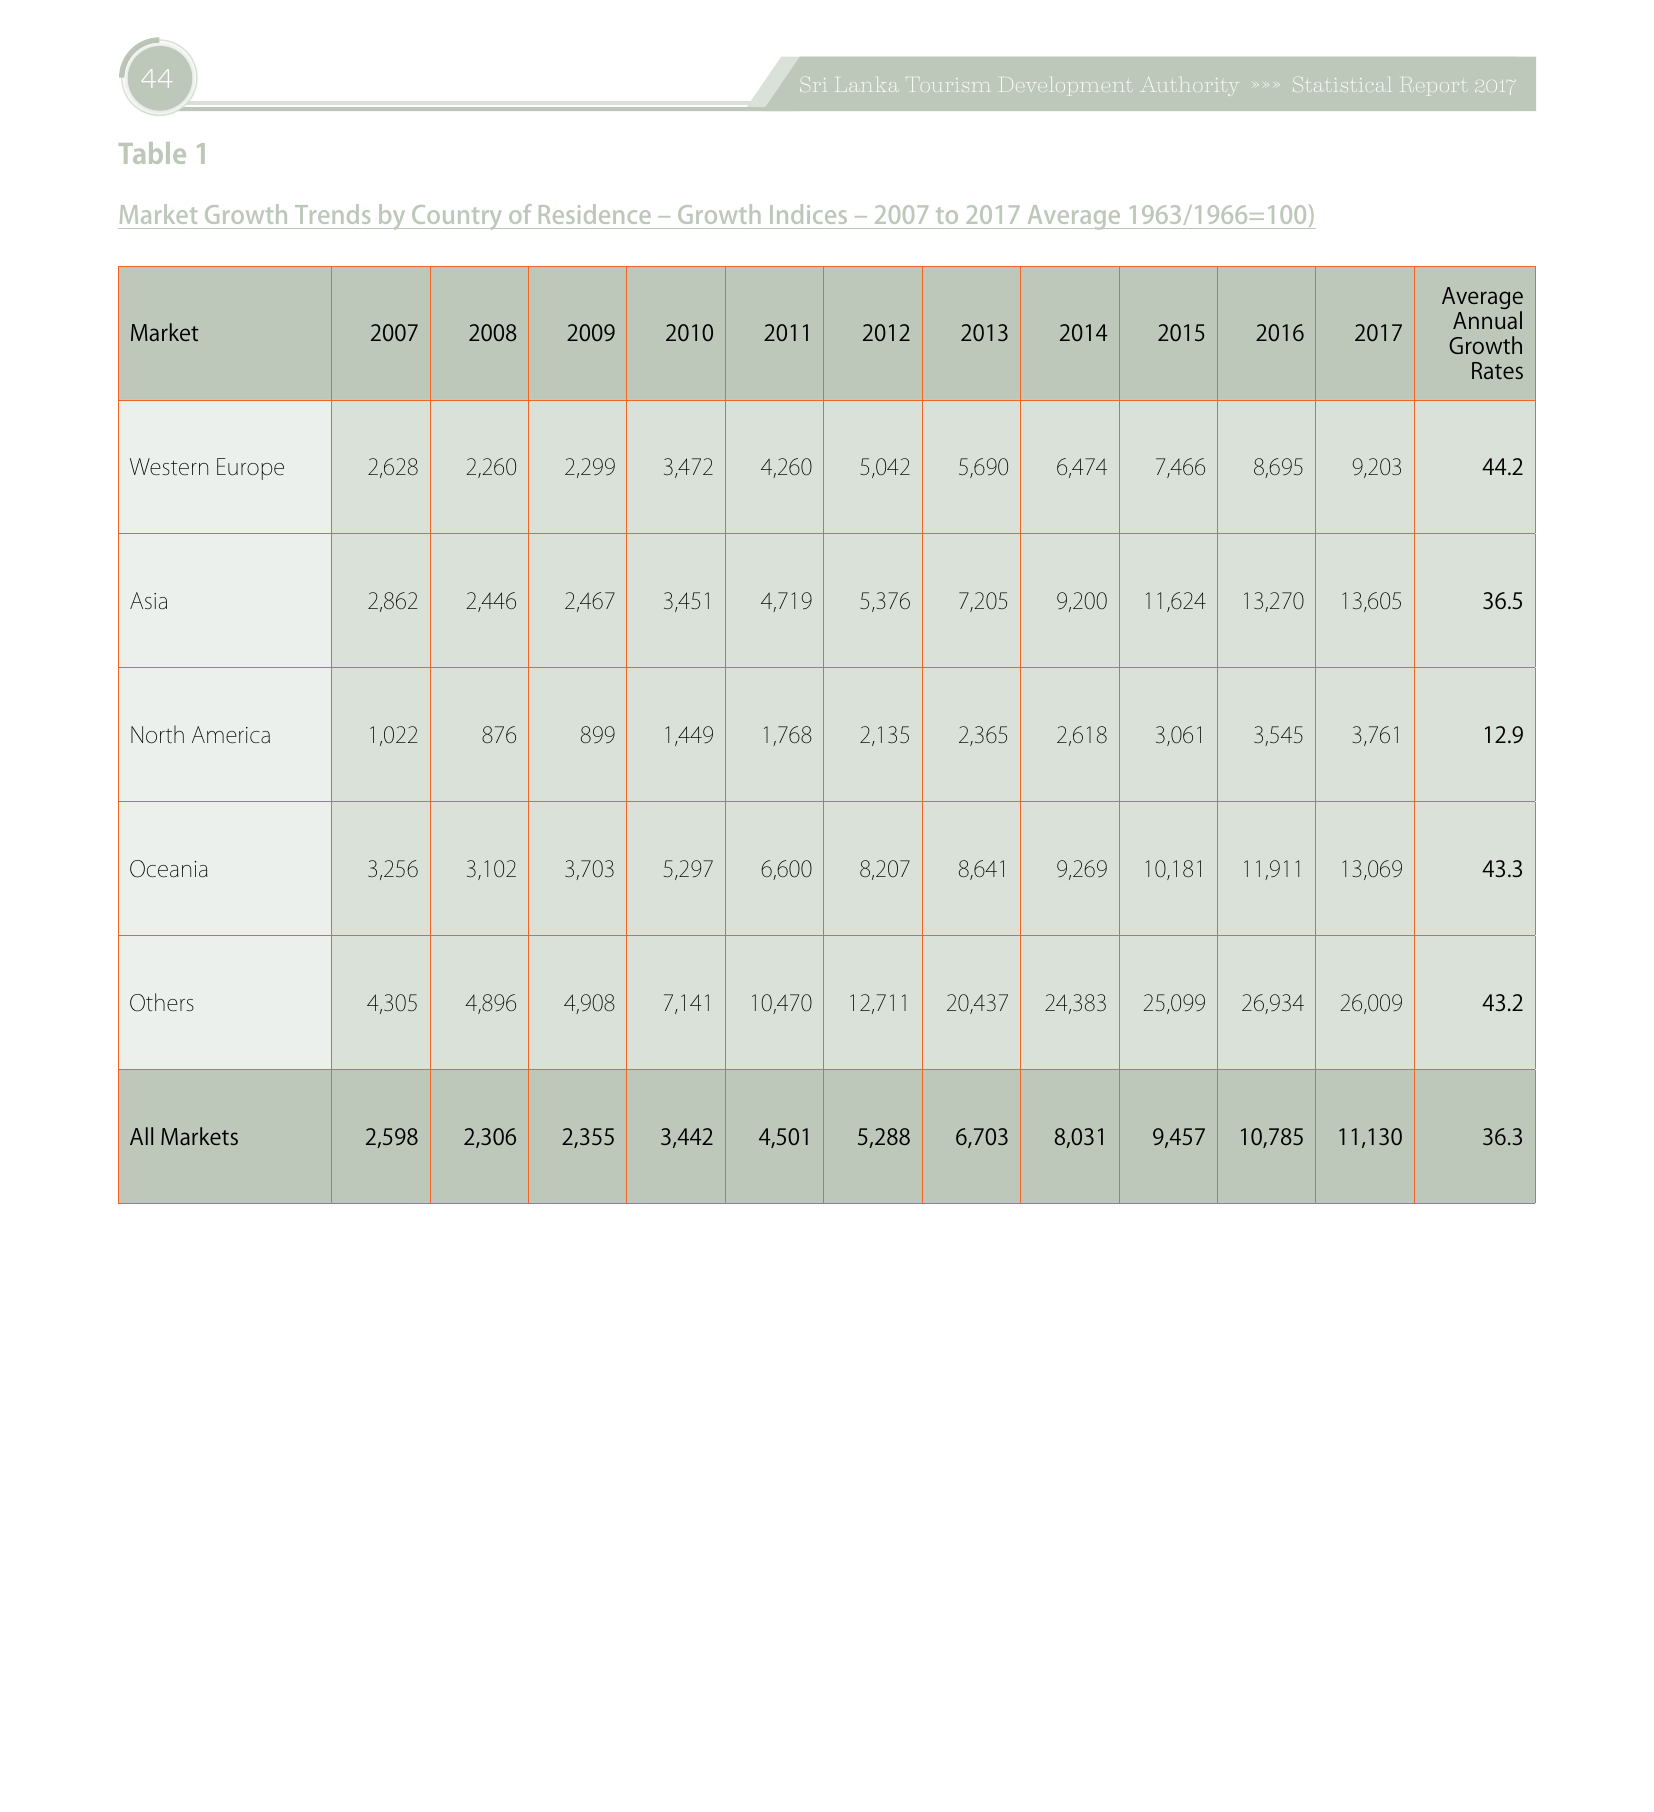 44
Sri Lanka Tourism Development Authority »»» Statistical Report 2017
Table 1
Market Growth Trends by Country of Residence – Growth Indices – 2007 to 2017 Average 1963/1966=100)
Market 2007 2008 2009 2010 2011 2012 2013 2014 2015 2016 2017 Average Annual Growth Rates
Western Europe 2,628 2,260 2,299 3,472 4,260 5,042 5,690 6,474 7,466 8,695 9,203 44.2
Asia 2,862 2,446 2,467 3,451 4,719 5,376 7,205 9,200 11,624 13,270 13,605 36.5
North America 1,022 876 899 1,449 1,768 2,135 2,365 2,618 3,061 3,545 3,761 12.9
Oceania 3,256 3,102 3,703 5,297 6,600 8,207 8,641 9,269 10,181 11,911 13,069 43.3
Others 4,305 4,896 4,908 7,141 10,470 12,711 20,437 24,383 25,099 26,934 26,009 43.2
All Markets 2,598 2,306 2,355 3,442 4,501 5,288 6,703 8,031 9,457 10,785 11,130 36.3